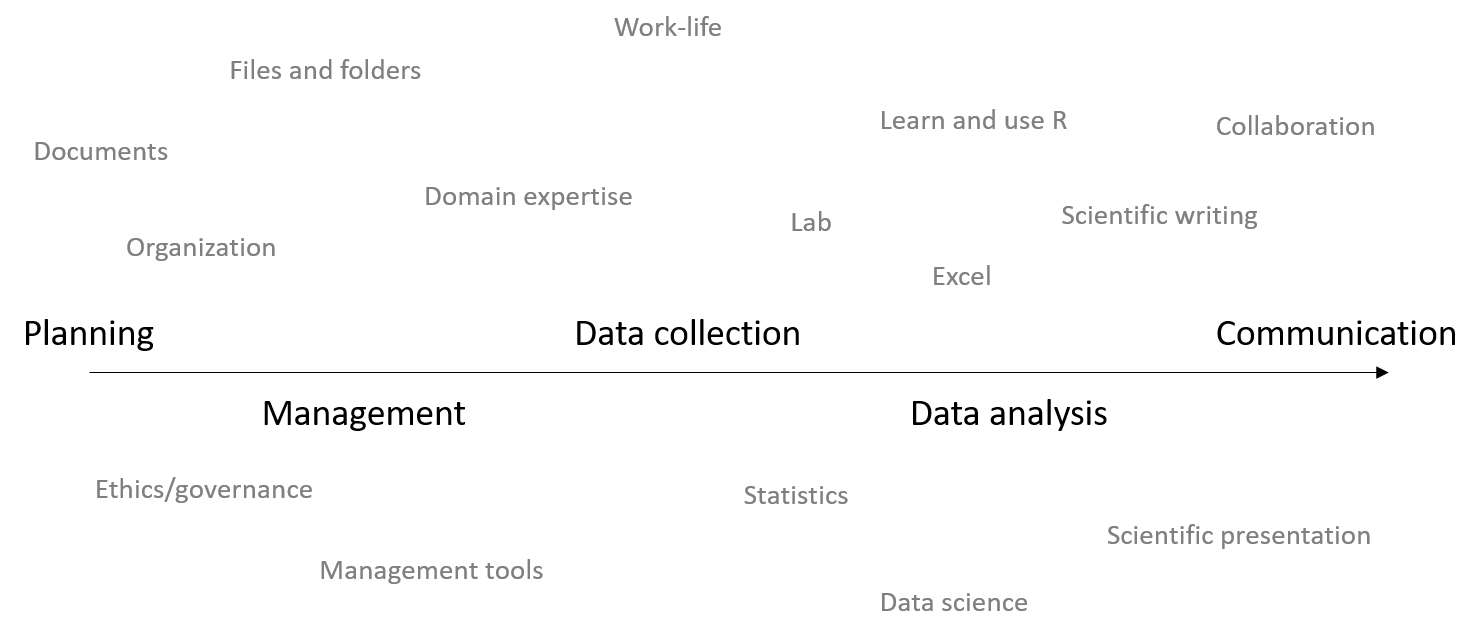 Work-life
Files and folders
Learn and use R
Collaboration
Documents
Domain expertise
Scientific writing
Lab
Organization
Excel
Planning
Data collection
Communication
Management
Data analysis
Ethics/governance
Statistics
Scientific presentation
Management tools
Data science